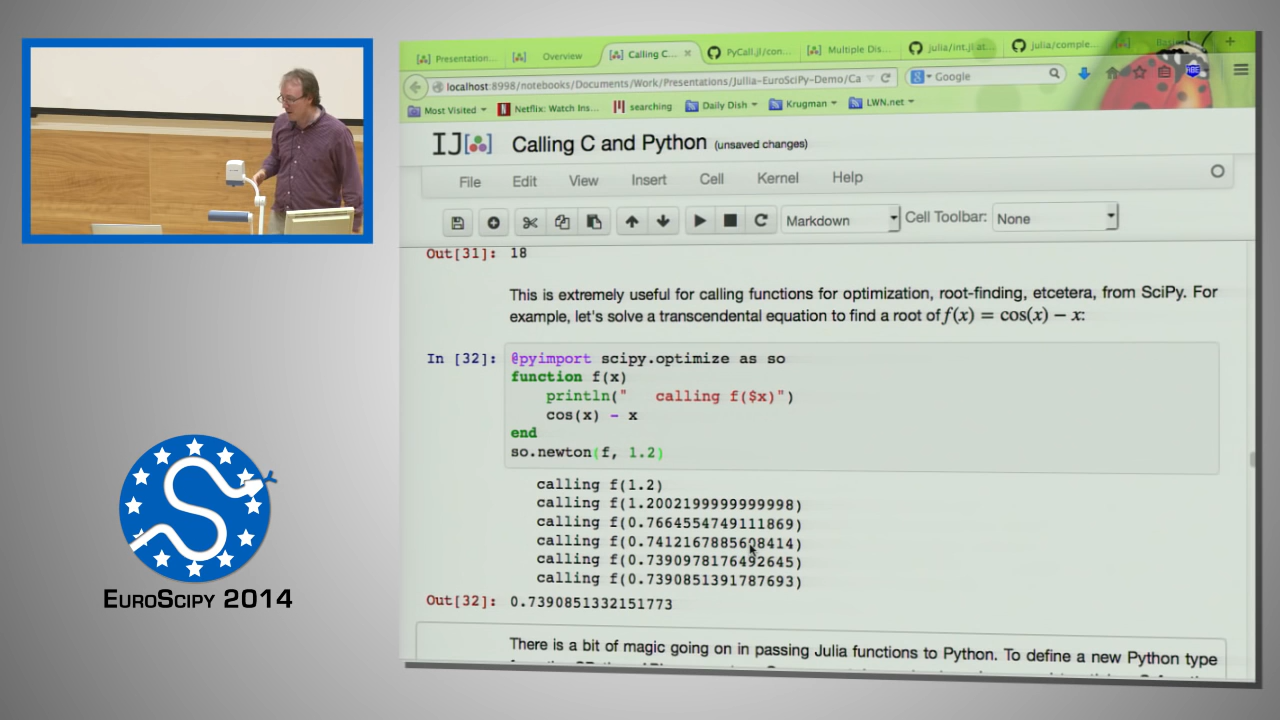 Presentation...
Overview
Calling C...
PyCall.jl/con...
Multiple Dis...
julia/int.jl at...
julia/comple...
localhost:8998/notebooks/Documents/Work/Presentations/Jullia-EuroSciPy-Demo/Ca
Google
Most Visited
Netflix: Watch Ins...
searching
Daily Dish
Krugman
LWN.net
IJ[ ] Calling C and Python (unsaved changes)
File Edit View Insert Cell Kernel Help
Markdown Cell Toolbar: None
Out[31]: 18
This is extremely useful for calling functions for optimization, root-finding, etcetera, from SciPy. For
example, let's solve a transcendental equation to find a root of f(x) = cos(x) − x:
In [32]: @pyimport scipy.optimize as so
function f(x)
println("   calling f($x)")
cos(x) - x
end
so.newton(f, 1.2)
calling f(1.2)
calling f(1.2002199999999998)
calling f(0.7664554749111869)
calling f(0.7412167885608414)
calling f(0.7390978176492645)
calling f(0.7390851391787693)
Out[32]: 0.7390851332151773
There is a bit of magic going on in passing Julia functions to Python. To define a new Python type
EUROSCIPY 2014